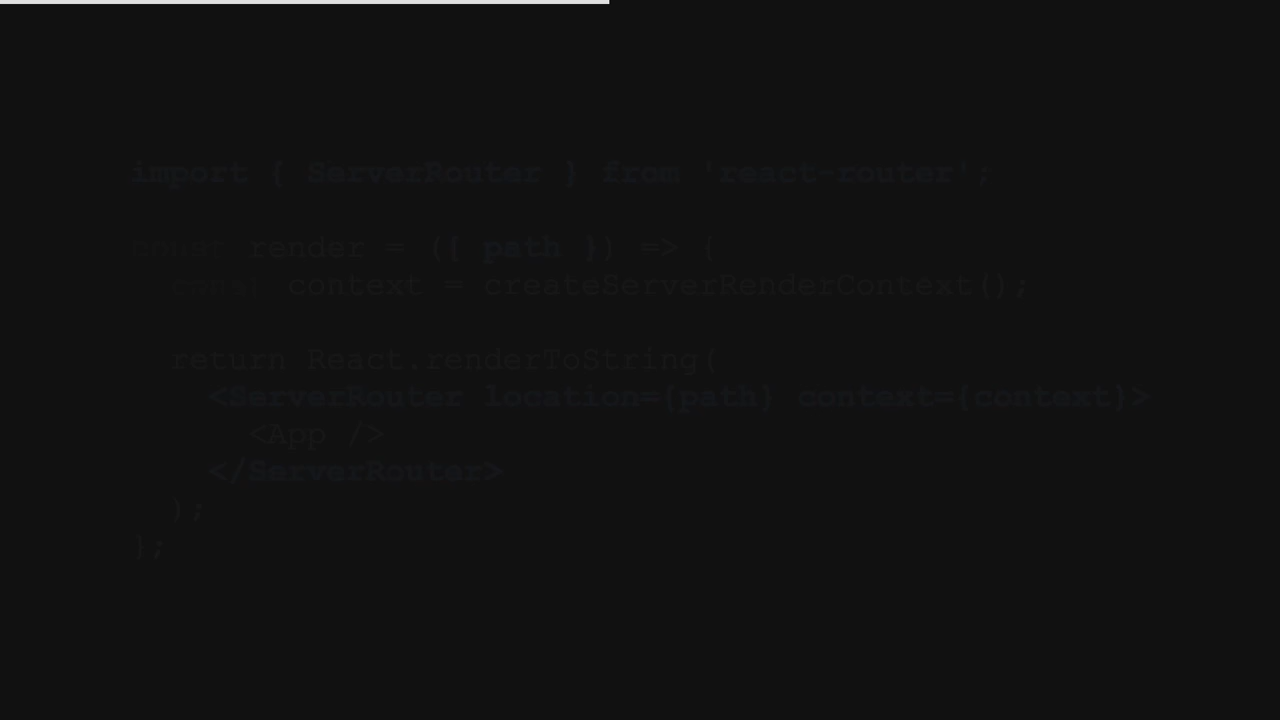 import { ServerRouter } from 'react-router';
const render = ({ path }) => {
const context = createServerRenderContext();
return React.renderToString(
<ServerRouter location={path} context={context}>
<App />
</ServerRouter>
);
};